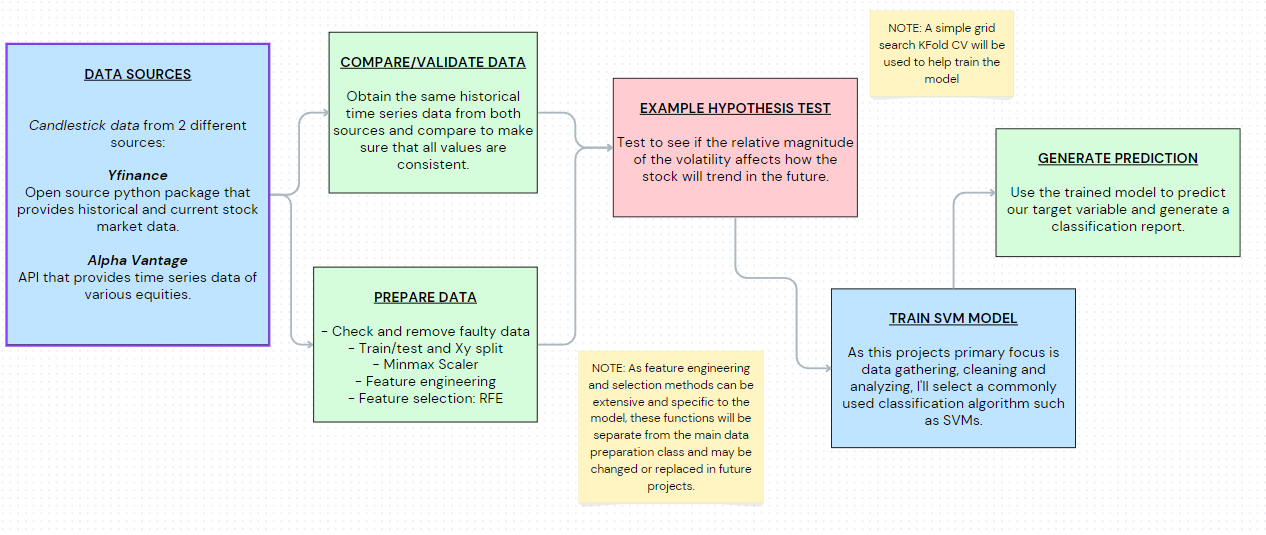 DATA SOURCES
Candlestick data from 2 different
sources:
Yfinance
Open source python package that
provides historical and current stock
market data.
Alpha Vantage
API that provides time series data of
various equities.
COMPARE/VALIDATE DATA
Obtain the same historical
time series data from both
sources and compare to make
sure that all values are
consistent.
PREPARE DATA
- Check and remove faulty data
- Train/test and Xy split
- Minmax Scaler
- Feature engineering
- Feature selection: RFE
EXAMPLE HYPOTHESIS TEST
Test to see if the relative magnitude
of the volatility affects how the
stock will trend in the future.
NOTE: As feature engineering
and selection methods can be
extensive and specific to the
model, these functions will be
separate from the main data
preparation class and may be
changed or replaced in future
projects.
NOTE: A simple grid
search KFold CV will be
used to help train the
model
TRAIN SVM MODEL
As this projects primary focus is
data gathering, cleaning and
analyzing, I'll select a commonly
used classification algorithm such
as SVMs.
GENERATE PREDICTION
Use the trained model to predict
our target variable and generate a
classification report.